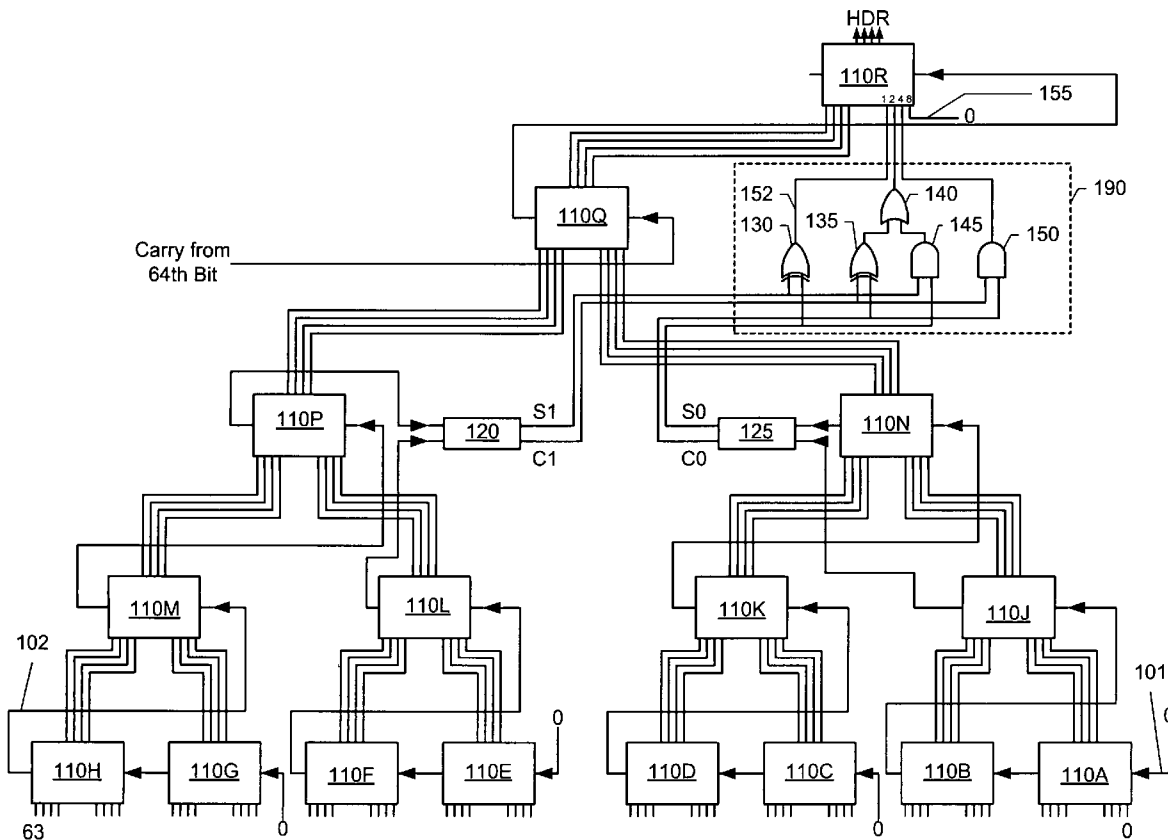 HDR
110R
1 2 4 8
155
0
190
152
140
130
135
145
150
110Q
Carry from
64th Bit
110P
S1
120
C1
S0
125
C0
110N
110M
110L
110K
110J
102
101
0
0
110H
110G
110F
110E
110D
110C
110B
110A
63
0
0
0